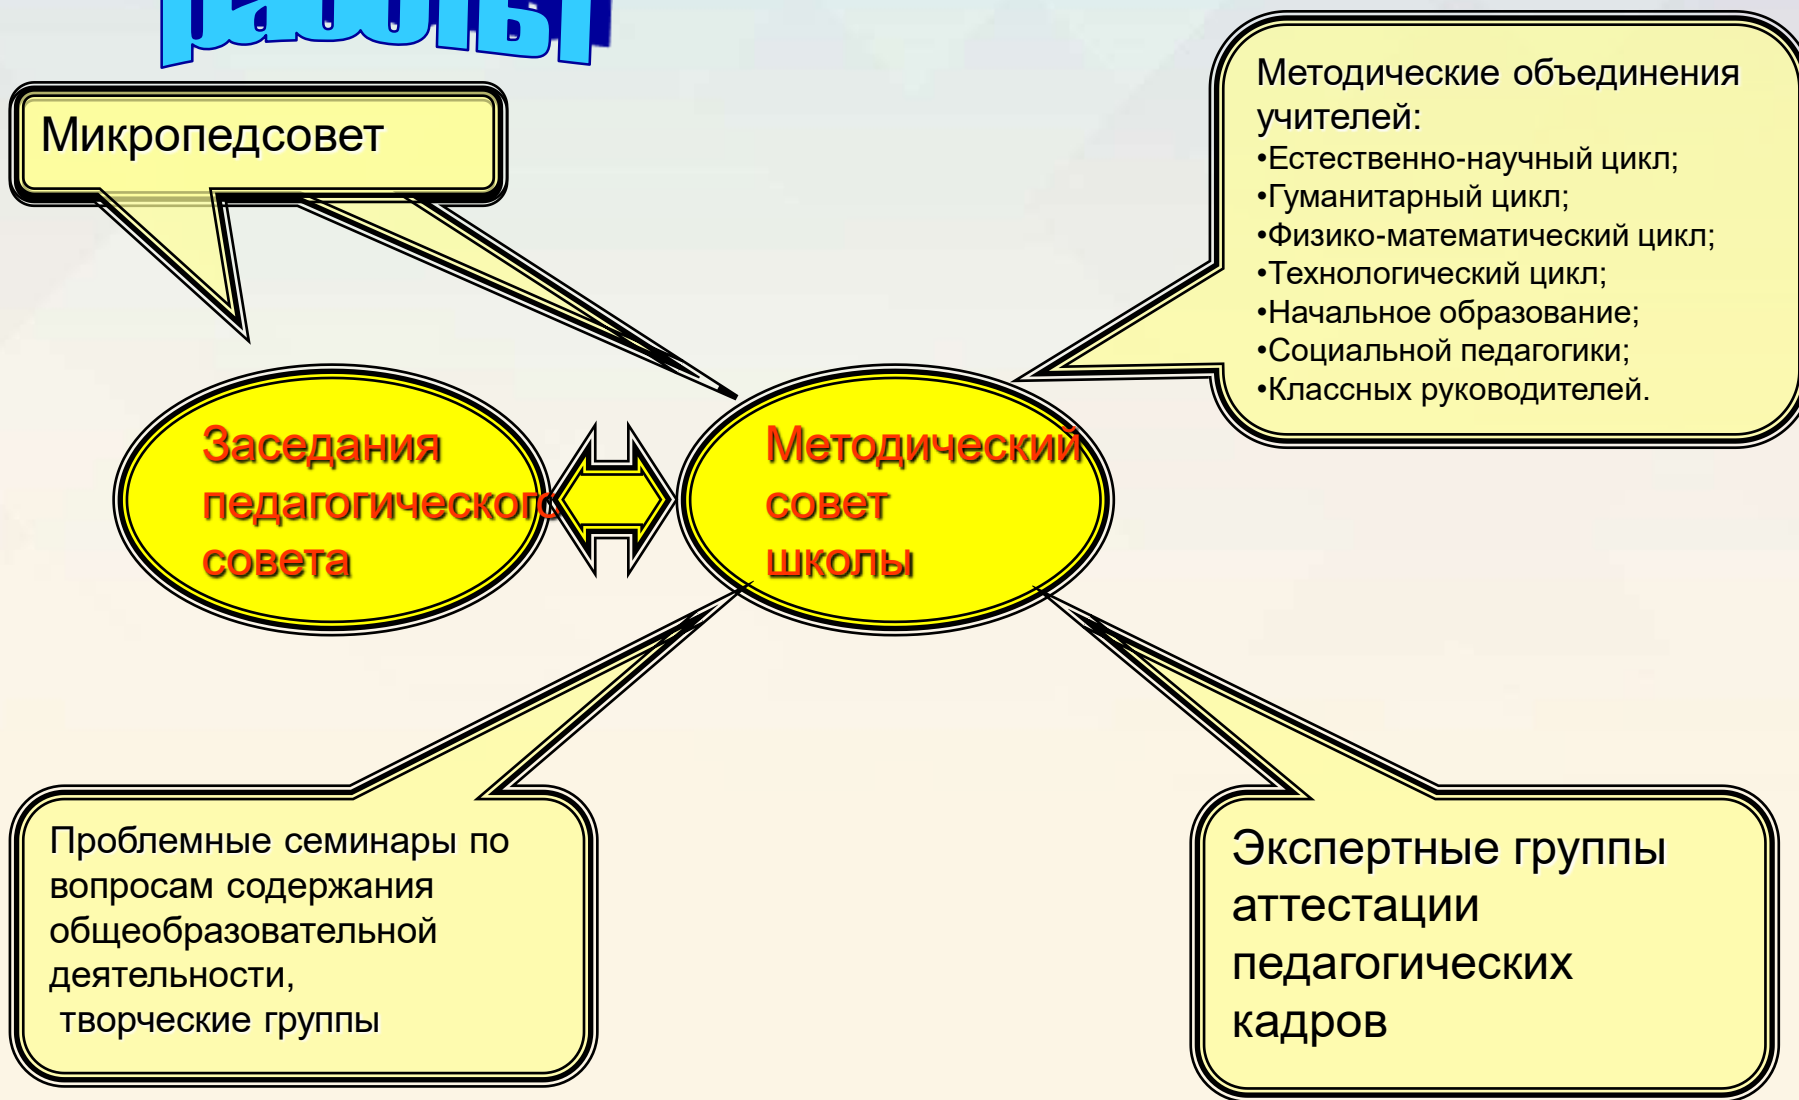 работы
Микропедсовет
Методические объединения
учителей:
•Естественно-научный цикл;
•Гуманитарный цикл;
•Физико-математический цикл;
•Технологический цикл;
•Начальное образование;
•Социальной педагогики;
•Классных руководителей.
Заседания
педагогического
совета
Методический
совет
школы
Проблемные семинары по
вопросам содержания
общеобразовательной
деятельности,
творческие группы
Экспертные группы
аттестации
педагогических
кадров